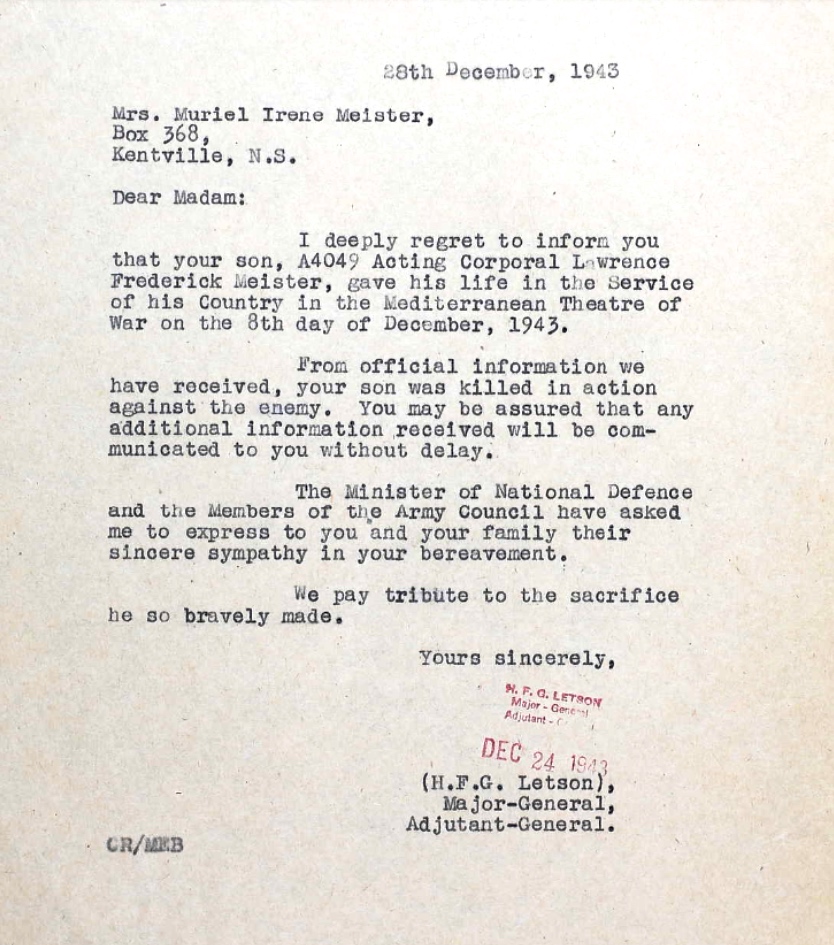 28th December, 1943
Mrs. Muriel Irene Meister,
Box 368,
Kentville, N.S.
Dear Madam:
I deeply regret to inform you
that your son, A4049 Acting Corporal Lawrence
Frederick Meister, gave his life in the Service
of his Country in the Mediterranean Theatre of
War on the 8th day of December, 1943.
From official information we
have received, your son was killed in action
against the enemy. You may be assured that any
additional information received will be com-
municated to you without delay.
The Minister of National Defence
and the Members of the Army Council have asked
me to express to you and your family their
sincere sympathy in your bereavement.
We pay tribute to the sacrifice
he so bravely made.
Yours sincerely,
H. F. G. LETSON
Major - General
Adjutant -
DEC 24 1943
(H.F.G. Letson),
Major-General,
Adjutant-General.
CR/MEB